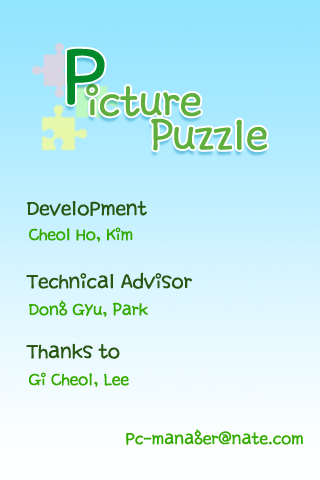 Picture
Puzzle
Development
Cheol Ho, Kim
Technical Advisor
Dong Gyu, Park
Thanks to
Gi Cheol, Lee
Pc-manager@nate.com